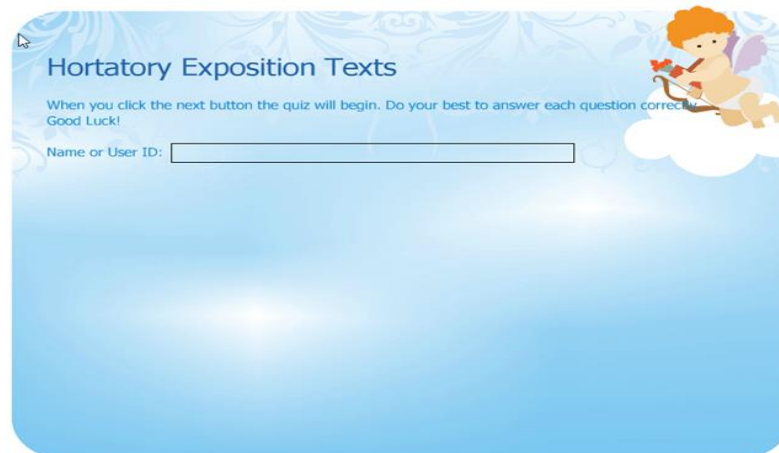 Hortatory Exposition Texts
When you click the next button the quiz will begin. Do your best to answer each question correctly
Good Luck!
Name or User ID: